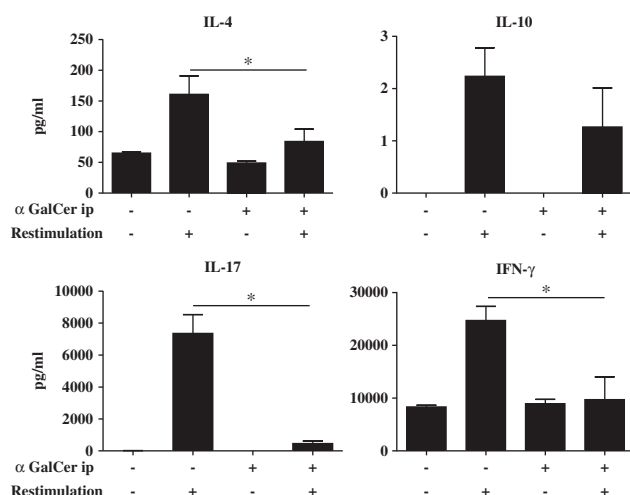 IL-4
IL-10
pg/ml
250
200
150
100
50
0
*
3
2
1
0
α GalCer ip - - + + - - + +
Restimulation - + - + - + - +
IL-17
IFN-γ
pg/ml
10000
8000
6000
4000
2000
0
*
30000
20000
10000
0
*
α GalCer ip - - + + - - + +
Restimulation - + - + - + - +